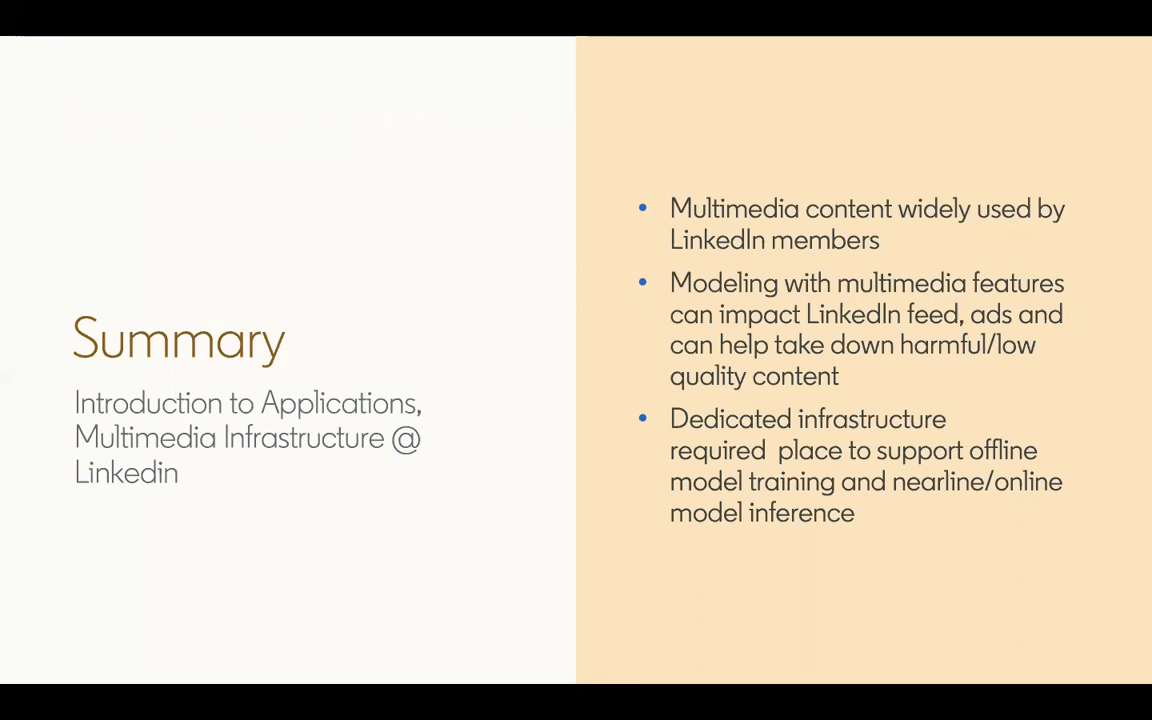 Summary
Introduction to Applications,
Multimedia Infrastructure @
Linkedin
• Multimedia content widely used by
LinkedIn members
• Modeling with multimedia features
can impact LinkedIn feed, ads and
can help take down harmful/low
quality content
• Dedicated infrastructure
required  place to support offline
model training and nearline/online
model inference